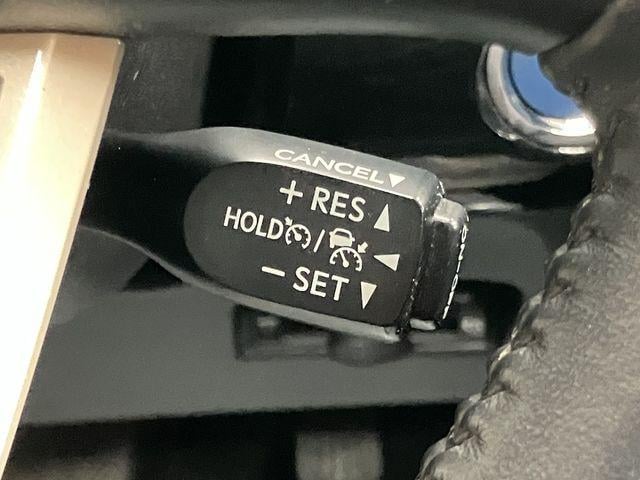 CANCEL▼
+ RES ▲
HOLD / ◀
− SET ▼